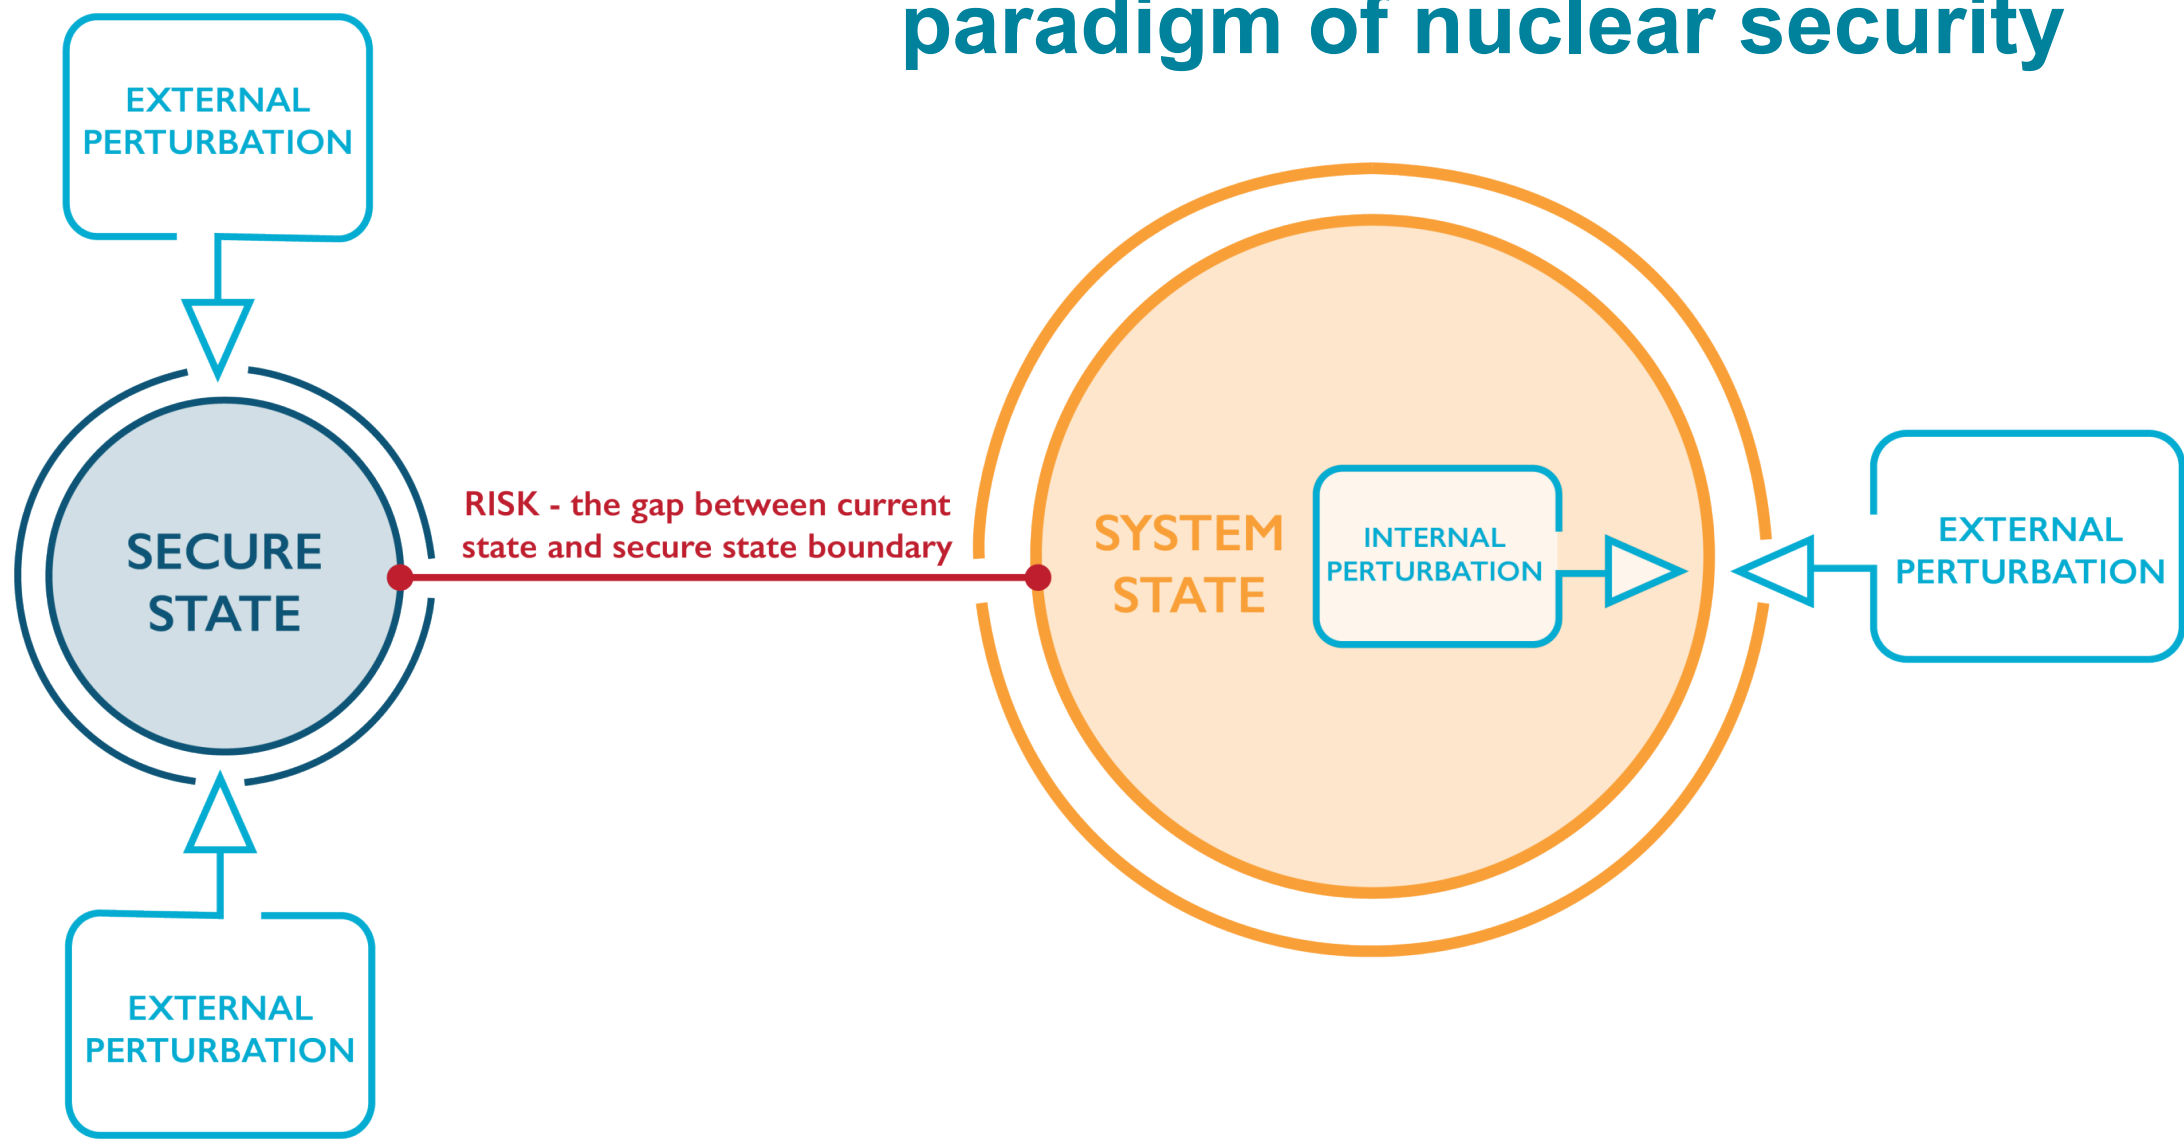 paradigm of nuclear security
EXTERNAL
PERTURBATION
RISK - the gap between current
state and secure state boundary
SECURE
STATE
SYSTEM
STATE
INTERNAL
PERTURBATION
EXTERNAL
PERTURBATION
EXTERNAL
PERTURBATION